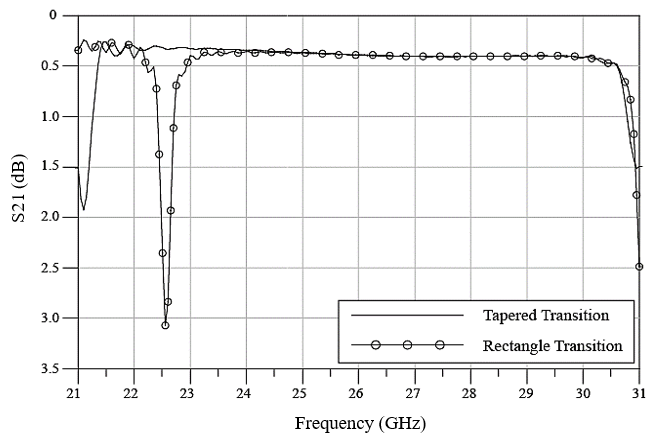 0
0.5
1.0
1.5
2.0
2.5
3.0
3.5
S21 (dB)
Tapered Transition
Rectangle Transition
21 22 23 24 25 26 27 28 29 30 31
Frequency (GHz)